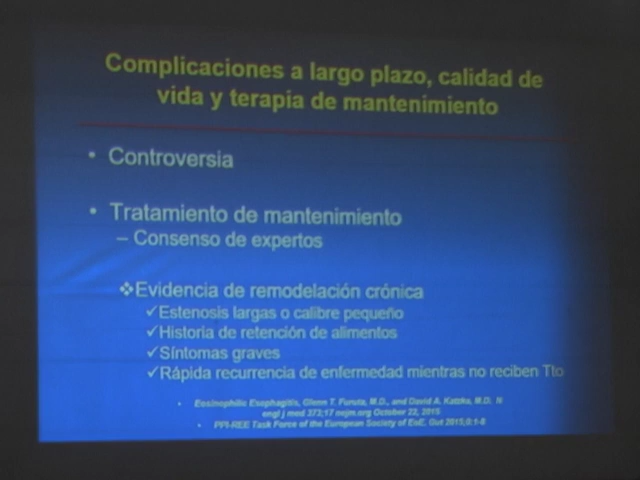 Complicaciones a largo plazo, calidad de
vida y terapia de mantenimiento
• Controversia
• Tratamiento de mantenimiento
– Consenso de expertos
❖Evidencia de remodelación crónica
✓Estenosis largas o calibre pequeño
✓Historia de retención de alimentos
✓Síntomas graves
✓Rápida recurrencia de enfermedad mientras no reciben Tto
• Eosinophilic Esophagitis, Glenn T. Furuta, M.D., and David A. Katzka, M.D. N
engl j med 373;17 nejm.org October 22, 2015
• PPI-REE Task Force of the European Society of EoE. Gut 2015;0:1-8